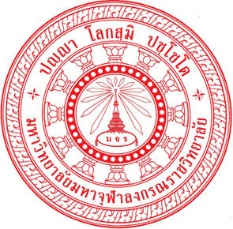 ปญฺญา โลกสฺมิ ปชฺโชโต
มจร
มหาวิทยาลัยมหาจุฬาลงกรณราชวิทยาลัย